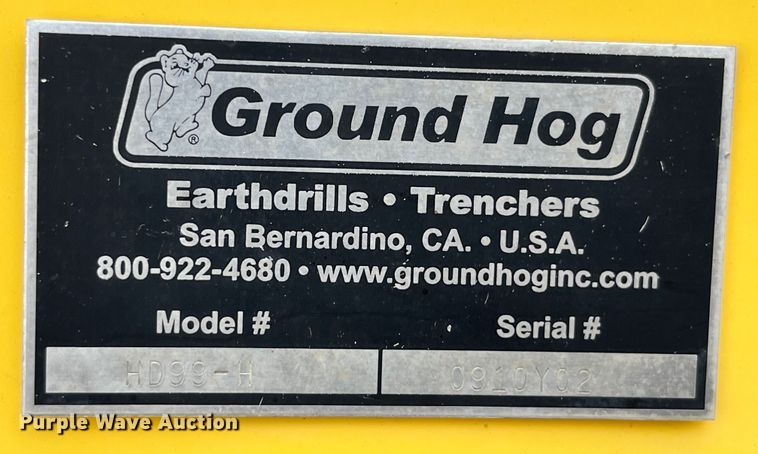 Ground Hog
®
Earthdrills • Trenchers
San Bernardino, CA. • U.S.A.
800-922-4680 • www.groundhoginc.com
Model # Serial #
HD99-H 0910Y02
Purple Wave Auction